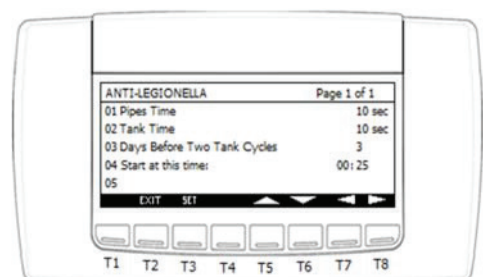 ANTI-LEGIONELLA Page 1 of 1
01 Pipes Time 10 sec
02 Tank Time 10 sec
03 Days Before Two Tank Cycles 3
04 Start at this time: 00:25
05
EXIT SET
T1 T2 T3 T4 T5 T6 T7 T8